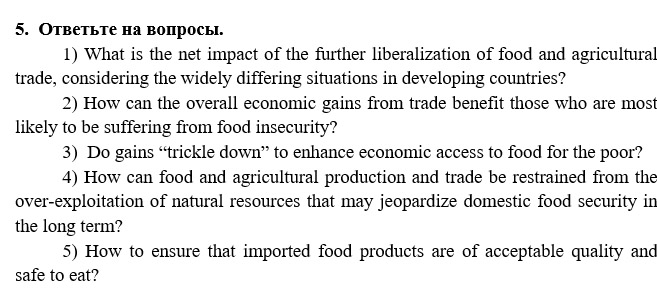 5. Ответьте на вопросы.
1) What is the net impact of the further liberalization of food and agricultural
trade, considering the widely differing situations in developing countries?
2) How can the overall economic gains from trade benefit those who are most
likely to be suffering from food insecurity?
3) Do gains “trickle down” to enhance economic access to food for the poor?
4) How can food and agricultural production and trade be restrained from the
over-exploitation of natural resources that may jeopardize domestic food security in
the long term?
5) How to ensure that imported food products are of acceptable quality and
safe to eat?